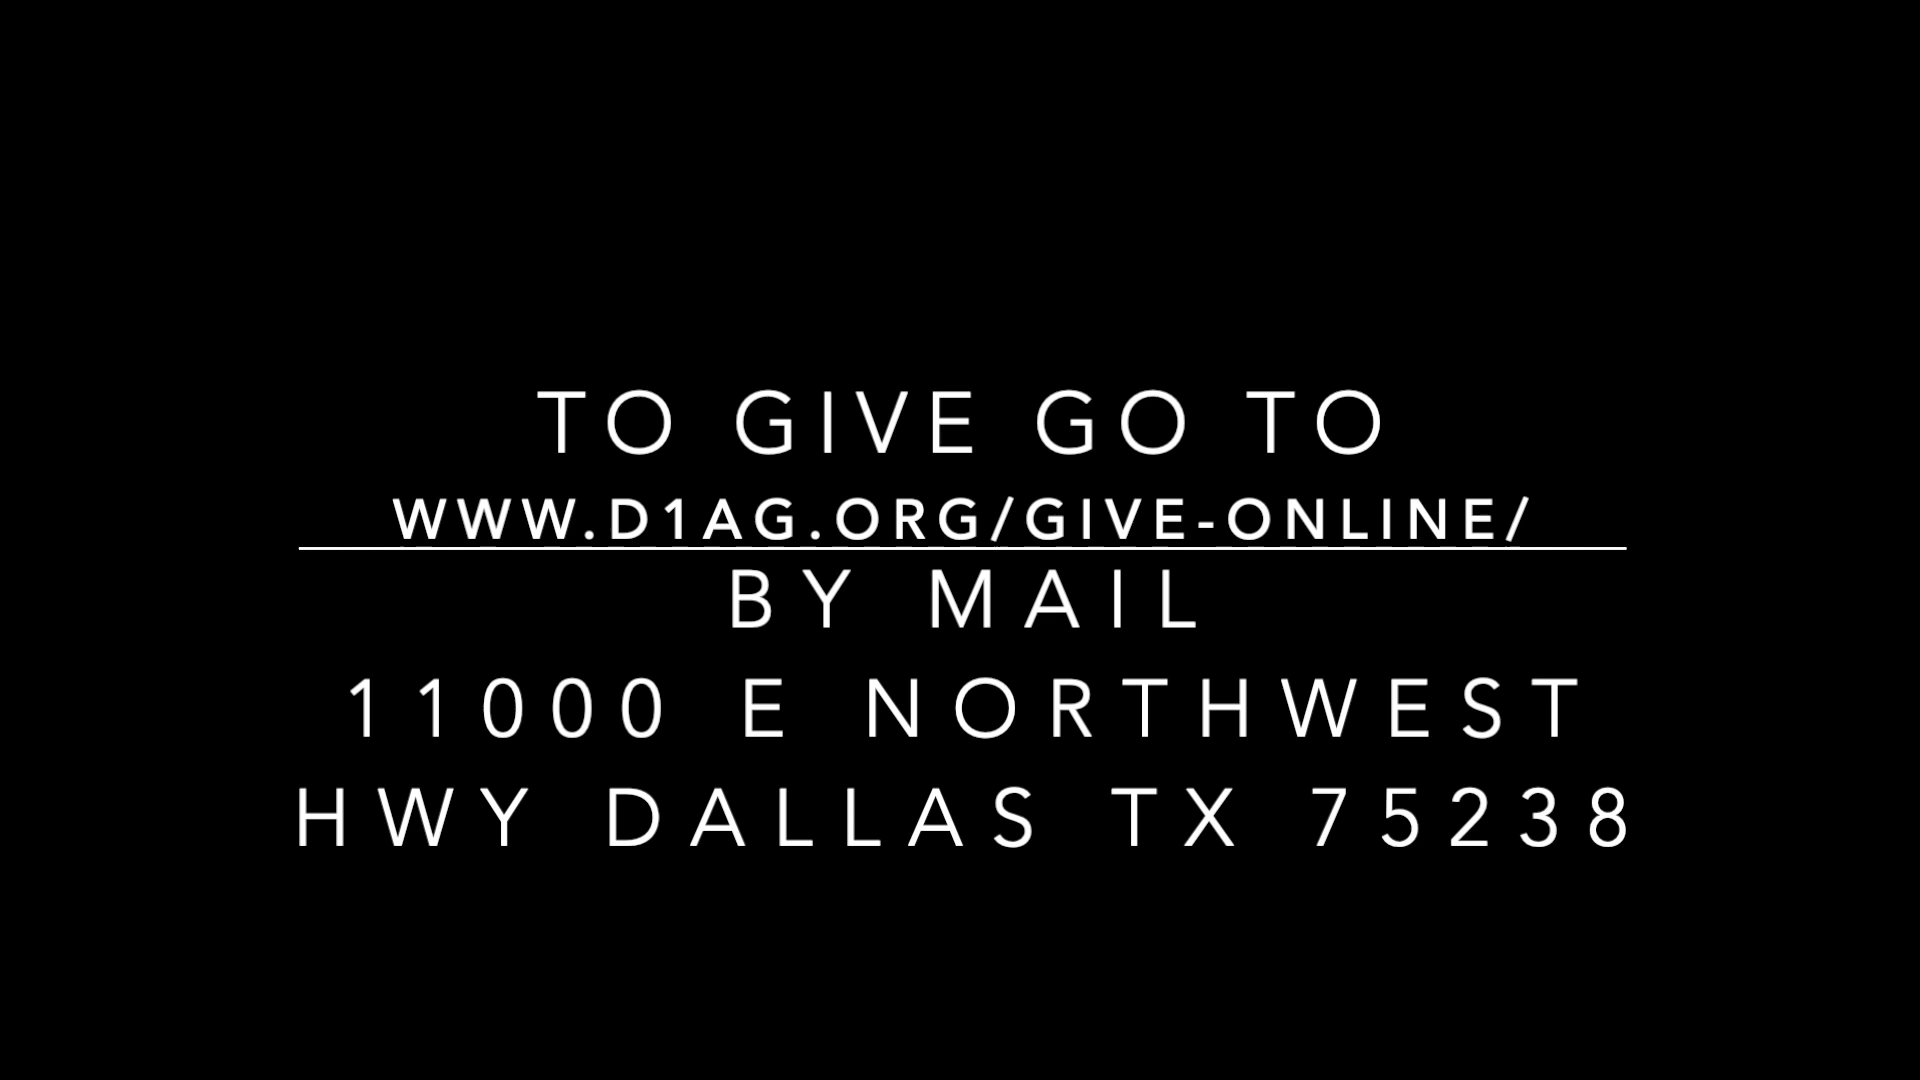 TO GIVE GO TO
WWW.D1AG.ORG/GIVE-ONLINE/
BY MAIL
11000 E NORTHWEST
HWY DALLAS TX 75238